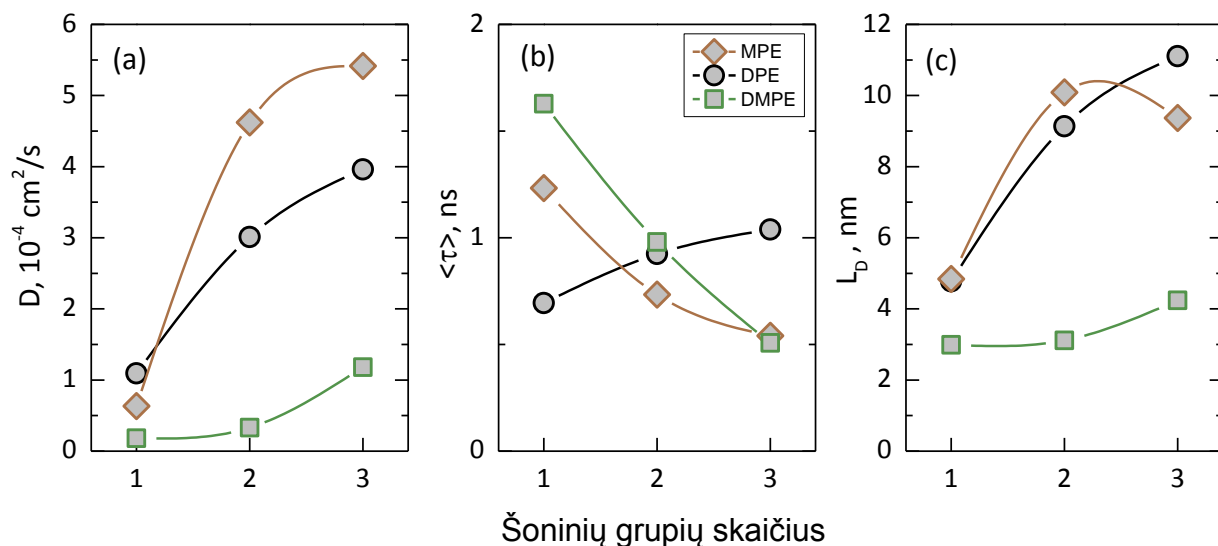 (a)
D, 10⁻⁴ cm²/s
6
5
4
3
2
1
0
1 2 3
(b)
<τ>, ns
2
1
0
1 2 3
MPE
DPE
DMPE
(c)
L_D , nm
12
10
8
6
4
2
0
1 2 3
Šoninių grupių skaičius